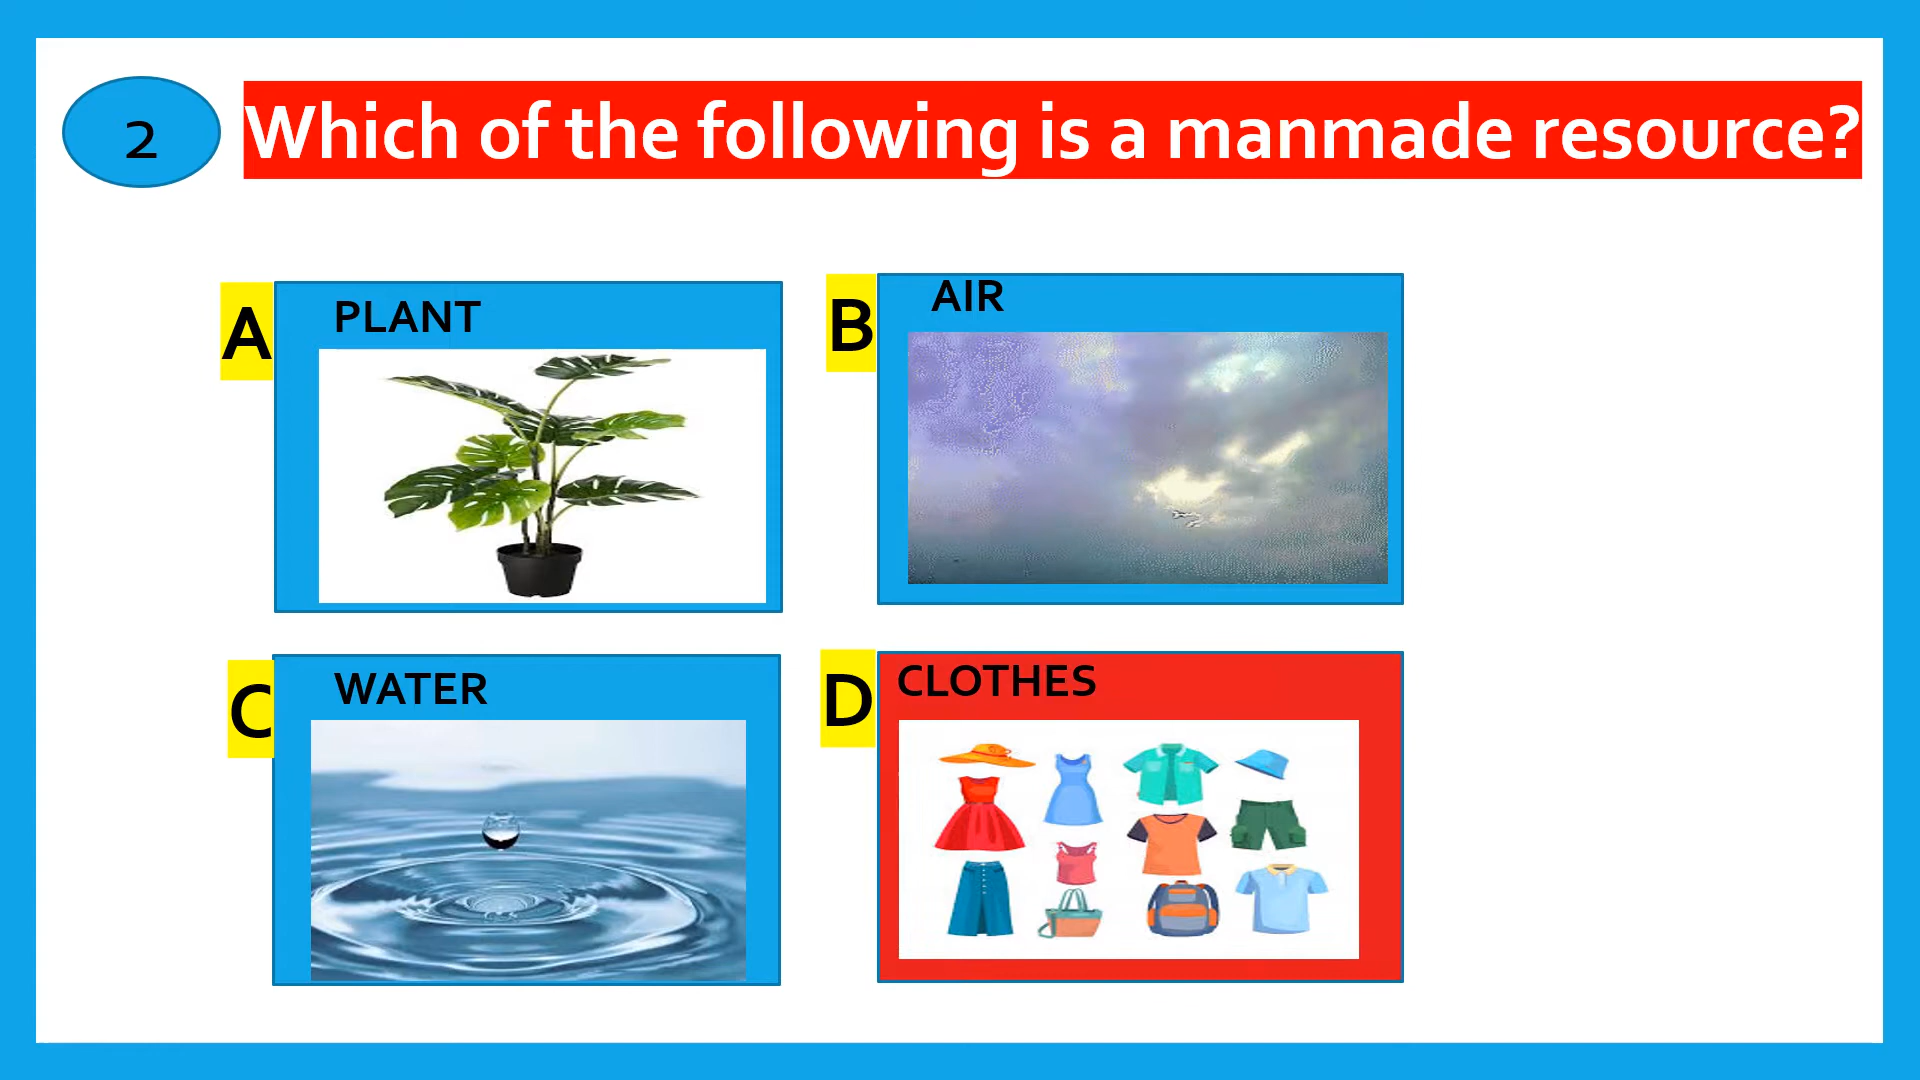 2
Which of the following is a manmade resource?
A
PLANT
B
AIR
C
WATER
D
CLOTHES